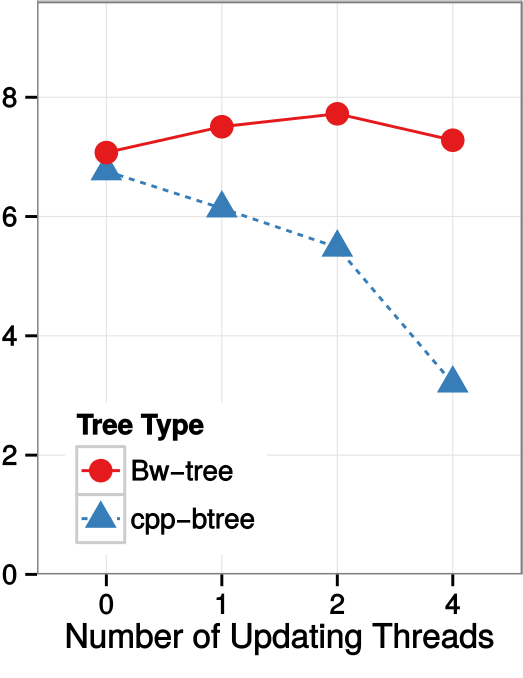 8
6
4
2
0
Tree Type
Bw−tree
cpp−btree
0 1 2 4
Number of Updating Threads